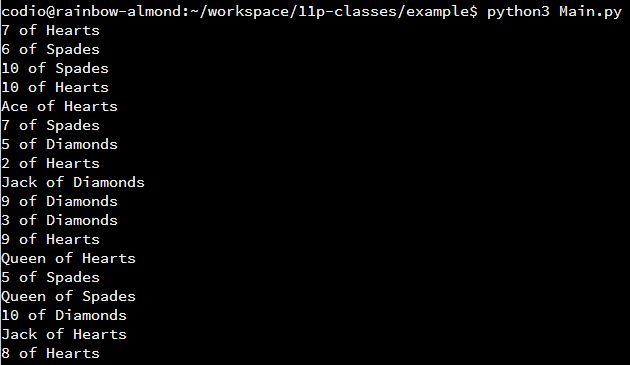 codio@rainbow-almond:~/workspace/11p-classes/example$ python3 Main.py
7 of Hearts
6 of Spades
10 of Spades
10 of Hearts
Ace of Hearts
7 of Spades
5 of Diamonds
2 of Hearts
Jack of Diamonds
9 of Diamonds
3 of Diamonds
9 of Hearts
Queen of Hearts
5 of Spades
Queen of Spades
10 of Diamonds
Jack of Hearts
8 of Hearts